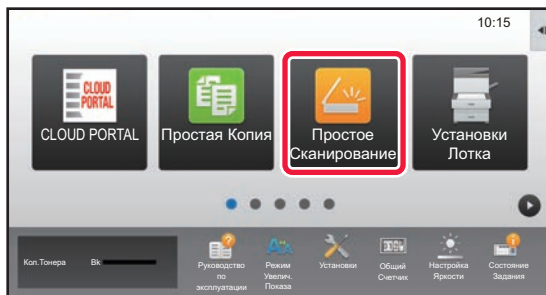 10:15
CLOUD
PORTAL
CLOUD PORTAL
Простая Копия
Простое
Сканирование
Установки
Лотка
Кол.Тонера
Bk
Руководство
по
эксплуатации
Режим
Увелич.
Показа
Установки
Общий
Счетчик
Настройка
Яркости
Состояние
Задания